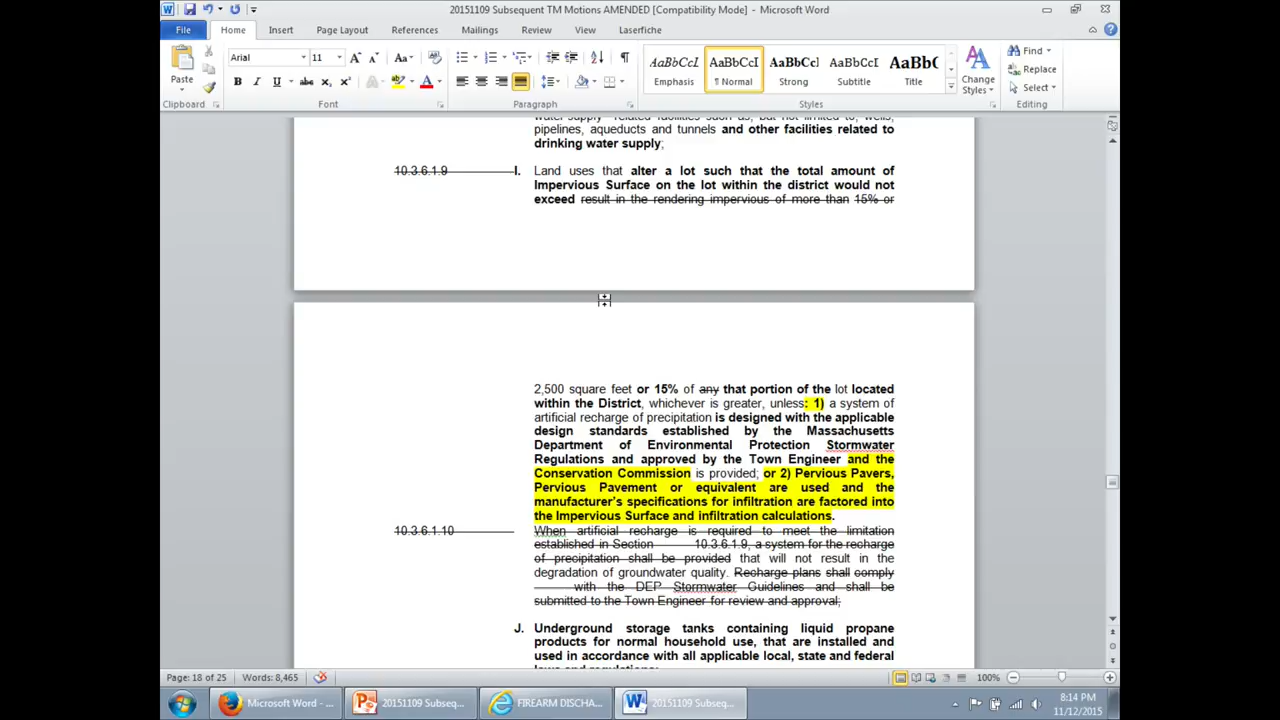 20151109 Subsequent TM Motions AMENDED [Compatibility Mode] - Microsoft Word
File Home Insert Page Layout References Mailings Review View Laserfiche
Arial 11 Aa
Paste
B I U abc x₂ x² A ab A
AaBbCcI AaBbCcI AaBbCcI AaBbCcI AaBbC
Emphasis ¶ Normal Strong Subtitle Title
Change Styles
Find
Replace
Select
Clipboard Font Paragraph Styles Editing
water supply related facilities such as, but not limited to, wells,
pipelines, aqueducts and tunnels and other facilities related to
drinking water supply;
10.3.6.1.9 I. Land uses that alter a lot such that the total amount of
Impervious Surface on the lot within the district would not
exceed result in the rendering impervious of more than 15% or
2,500 square feet or 15% of any that portion of the lot located
within the District, whichever is greater, unless: 1) a system of
artificial recharge of precipitation is designed with the applicable
design standards established by the Massachusetts
Department of Environmental Protection Stormwater
Regulations and approved by the Town Engineer and the
Conservation Commission is provided; or 2) Pervious Pavers,
Pervious Pavement or equivalent are used and the
manufacturer's specifications for infiltration are factored into
the Impervious Surface and infiltration calculations.
10.3.6.1.10 When artificial recharge is required to meet the limitation
established in Section 10.3.6.1.9, a system for the recharge
of precipitation shall be provided that will not result in the
degradation of groundwater quality. Recharge plans shall comply
with the DEP Stormwater Guidelines and shall be
submitted to the Town Engineer for review and approval;
J. Underground storage tanks containing liquid propane
products for normal household use, that are installed and
used in accordance with all applicable local, state and federal
laws and regulations;
Page: 18 of 25 Words: 8,465 100%
Microsoft Word - ... 20151109 Subseq... FIREARM DISCHA... 20151109 Subseq...
8:14 PM
11/12/2015